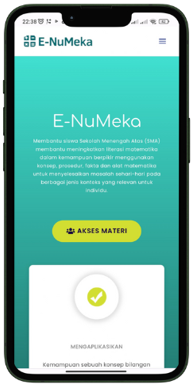 22:38
E-NuMeka
E-NuMeka
Membantu siswa Sekolah Menengah Atas (SMA)
membantu meningkatkan literasi matematika
dalam kemampuan berpikir menggunakan
konsep, prosedur, fakta dan alat matematika
untuk menyelesaikan masalah sehari-hari pada
berbagai jenis konteks yang relevan untuk
individu.
AKSES MATERI
MENGAPLIKASIKAN
Kemampuan sebuah konsep bilangan